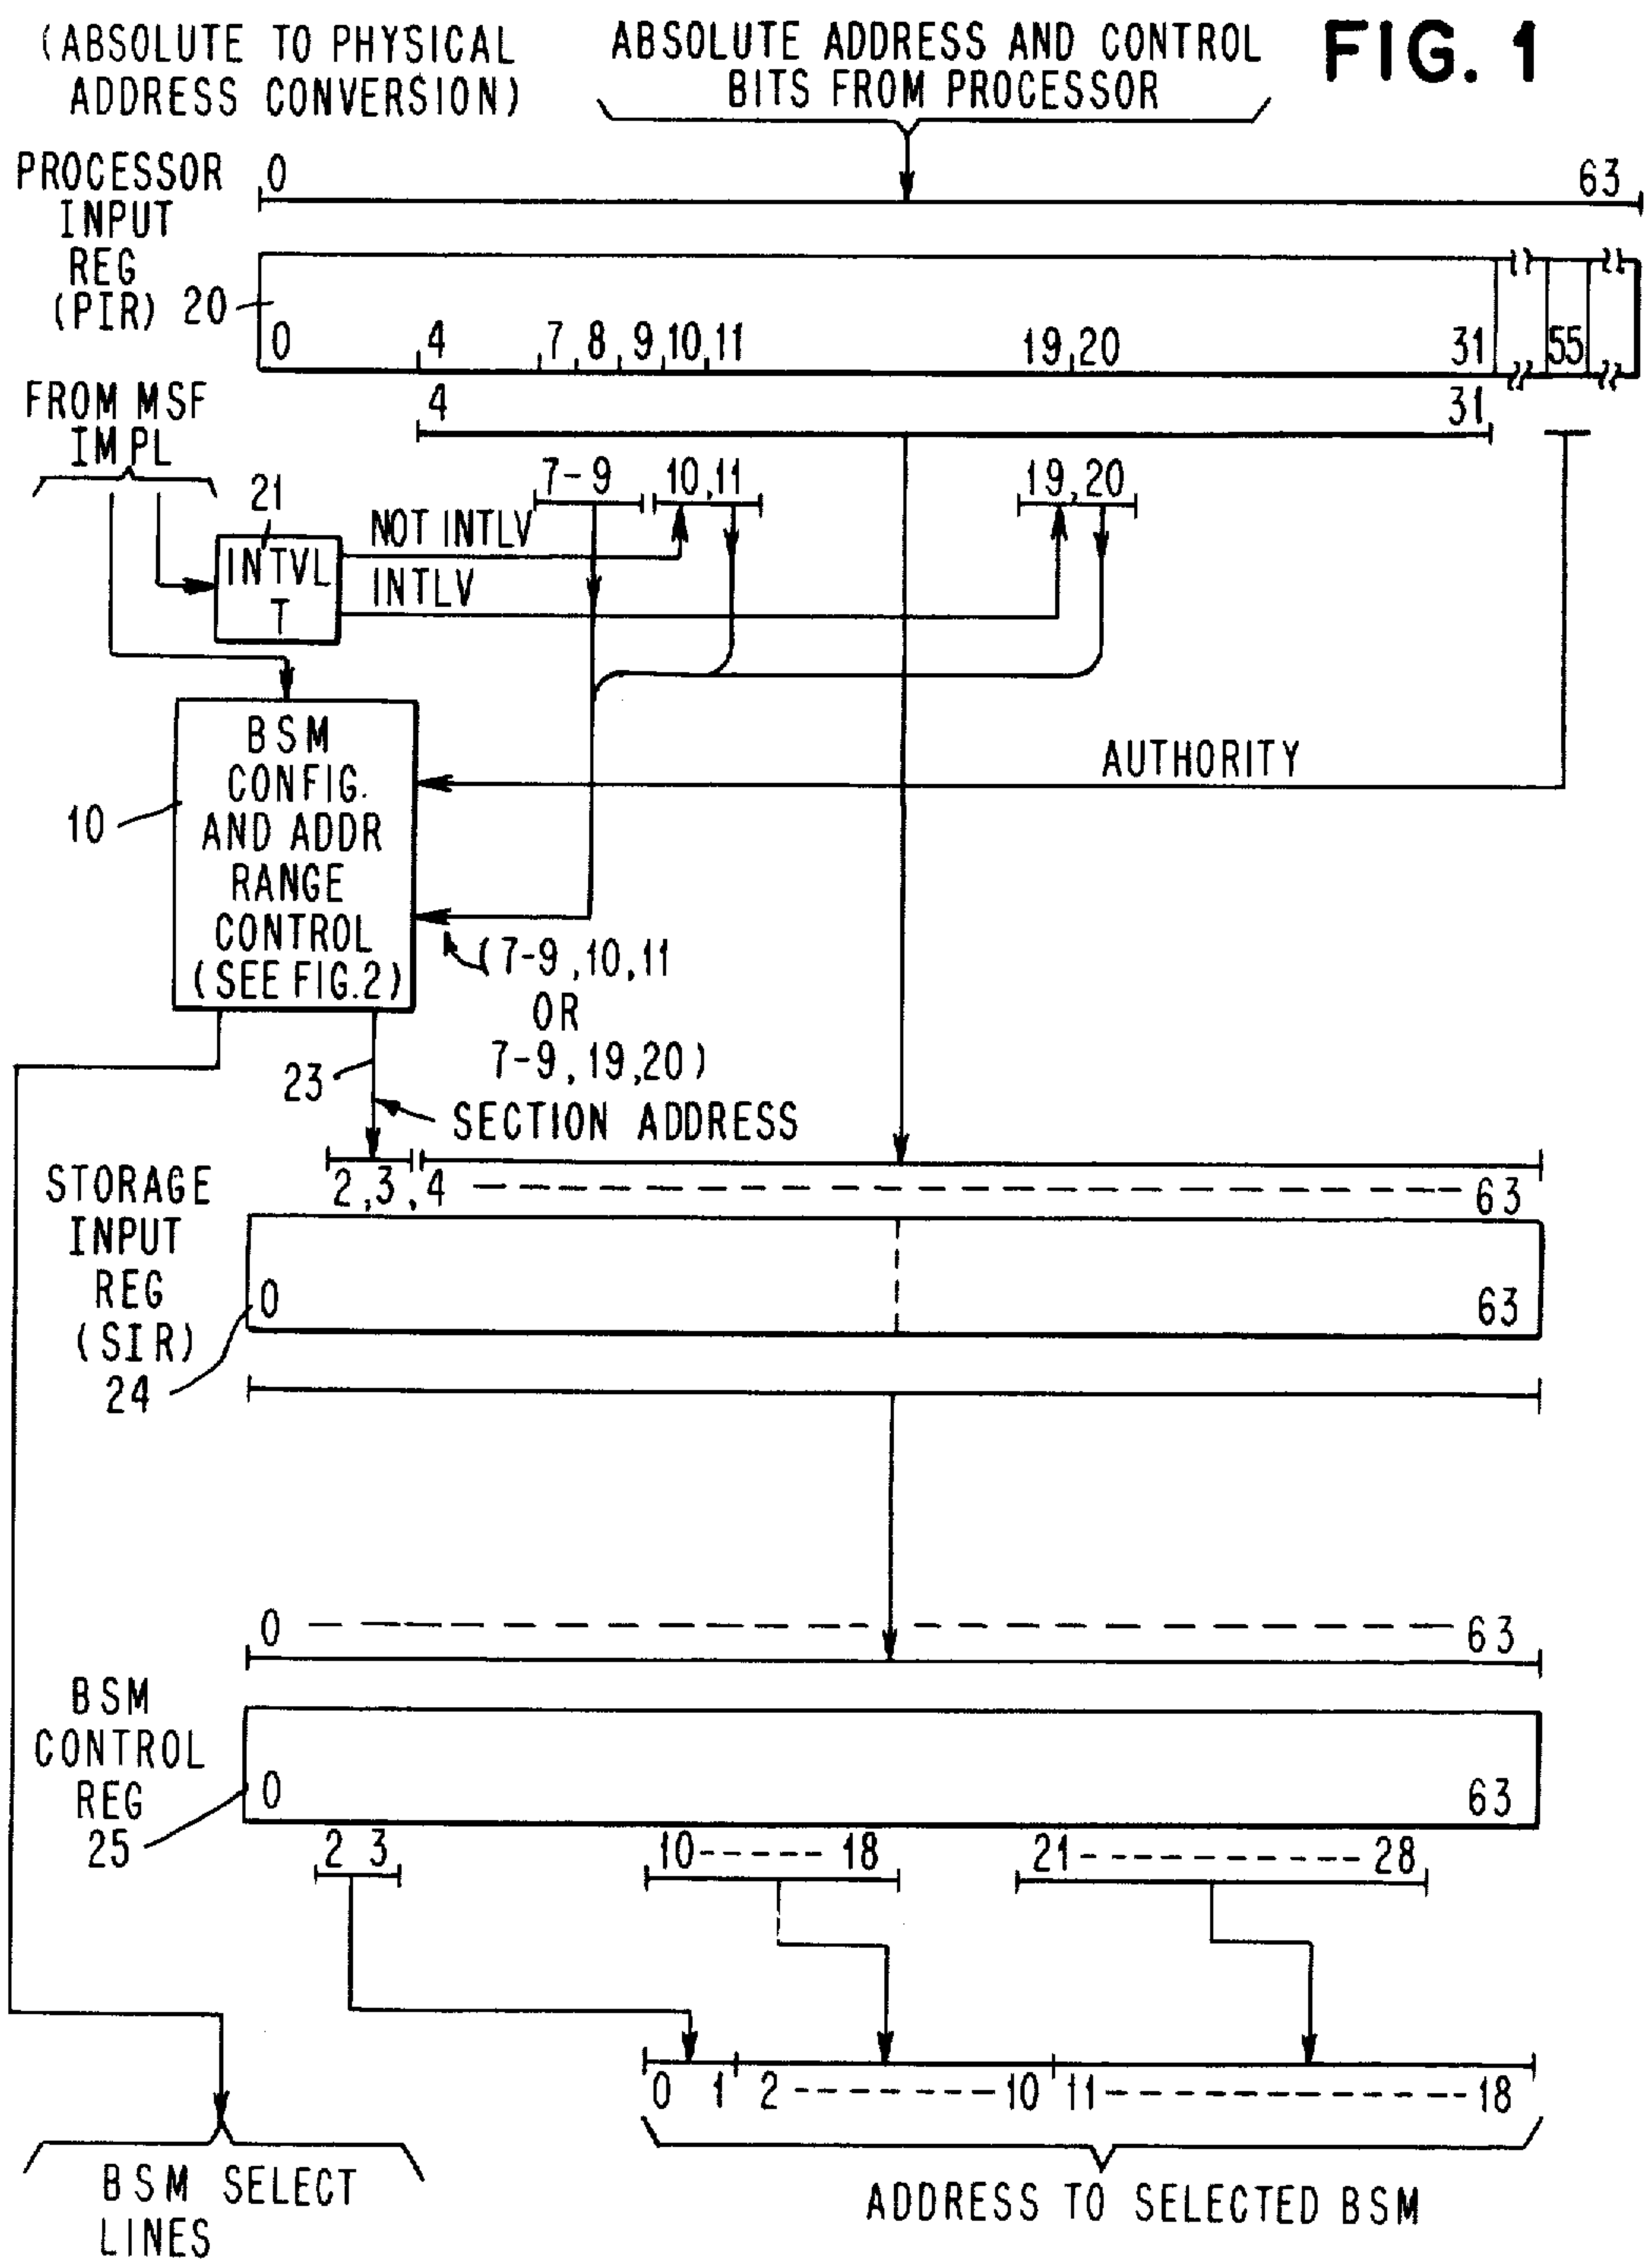 (ABSOLUTE TO PHYSICAL
ADDRESS CONVERSION)
ABSOLUTE ADDRESS AND CONTROL
BITS FROM PROCESSOR
FIG. 1
PROCESSOR
INPUT
REG
(PIR) 20
0 63
0 4 7 8 9 10 11 19,20 31 55
FROM MSF
IMPL
4 31
7-9 10,11 19,20
21
INTVL
T
NOT INTLV
INTLV
BSM
CONFIG.
AND ADDR
RANGE
CONTROL
(SEE FIG.2)
10
AUTHORITY
(7-9,10,11
OR
7-9,19,20)
23
SECTION ADDRESS
2,3,4 ------------------ 63
STORAGE
INPUT
REG
(SIR)
24
0 63
0 ------------------ 63
BSM
CONTROL
REG
25
0 63
2 3 10------18 21-----------28
0 1 2---------10 11---------------18
BSM SELECT
LINES
ADDRESS TO SELECTED BSM